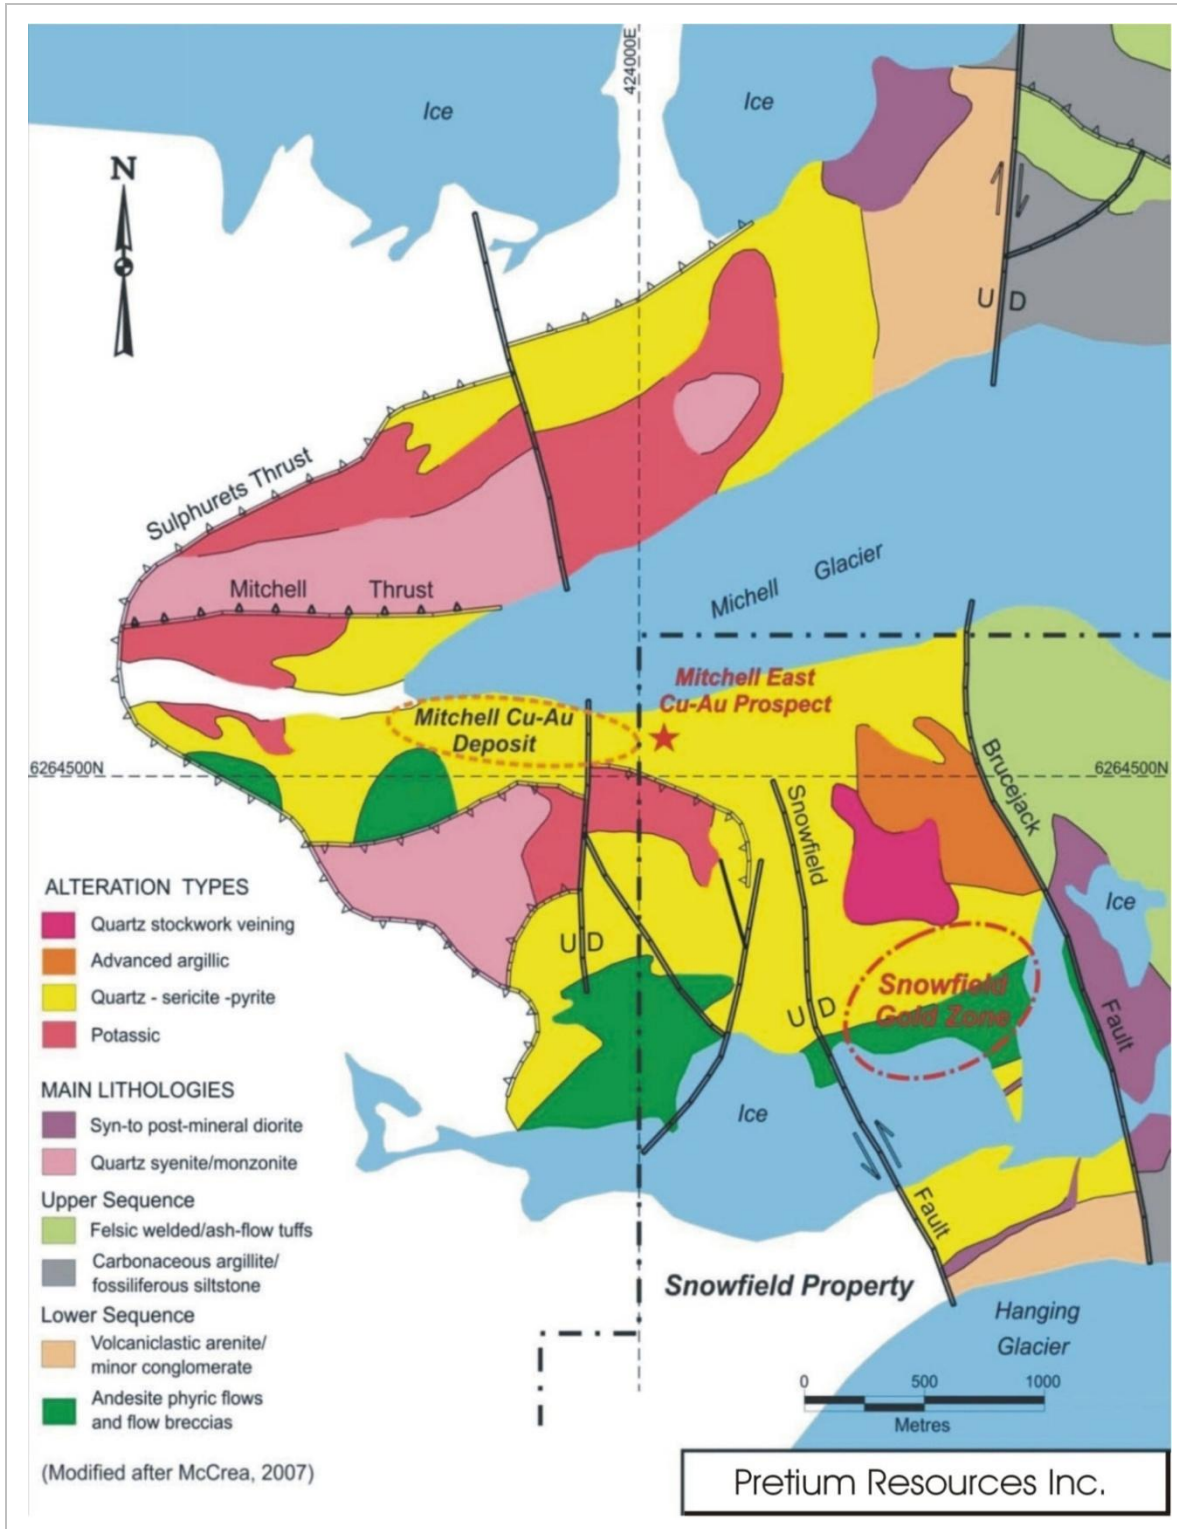 Ice
Ice
424000E
N
U D
Sulphurets Thrust
Mitchell Thrust
Michell Glacier
Mitchell East
Cu-Au Prospect
Mitchell Cu-Au
Deposit
6264500N
6264500N
Brucejack
Snowfield
Ice
U D
Snowfield
Gold Zone
U D
Fault
Ice
Fault
Snowfield Property
Hanging
Glacier
0 500 1000
Metres
ALTERATION TYPES
Quartz stockwork veining
Advanced argillic
Quartz - sericite -pyrite
Potassic
MAIN LITHOLOGIES
Syn-to post-mineral diorite
Quartz syenite/monzonite
Upper Sequence
Felsic welded/ash-flow tuffs
Carbonaceous argillite/
fossiliferous siltstone
Lower Sequence
Volcaniclastic arenite/
minor conglomerate
Andesite phyric flows
and flow breccias
(Modified after McCrea, 2007)
Pretium Resources Inc.